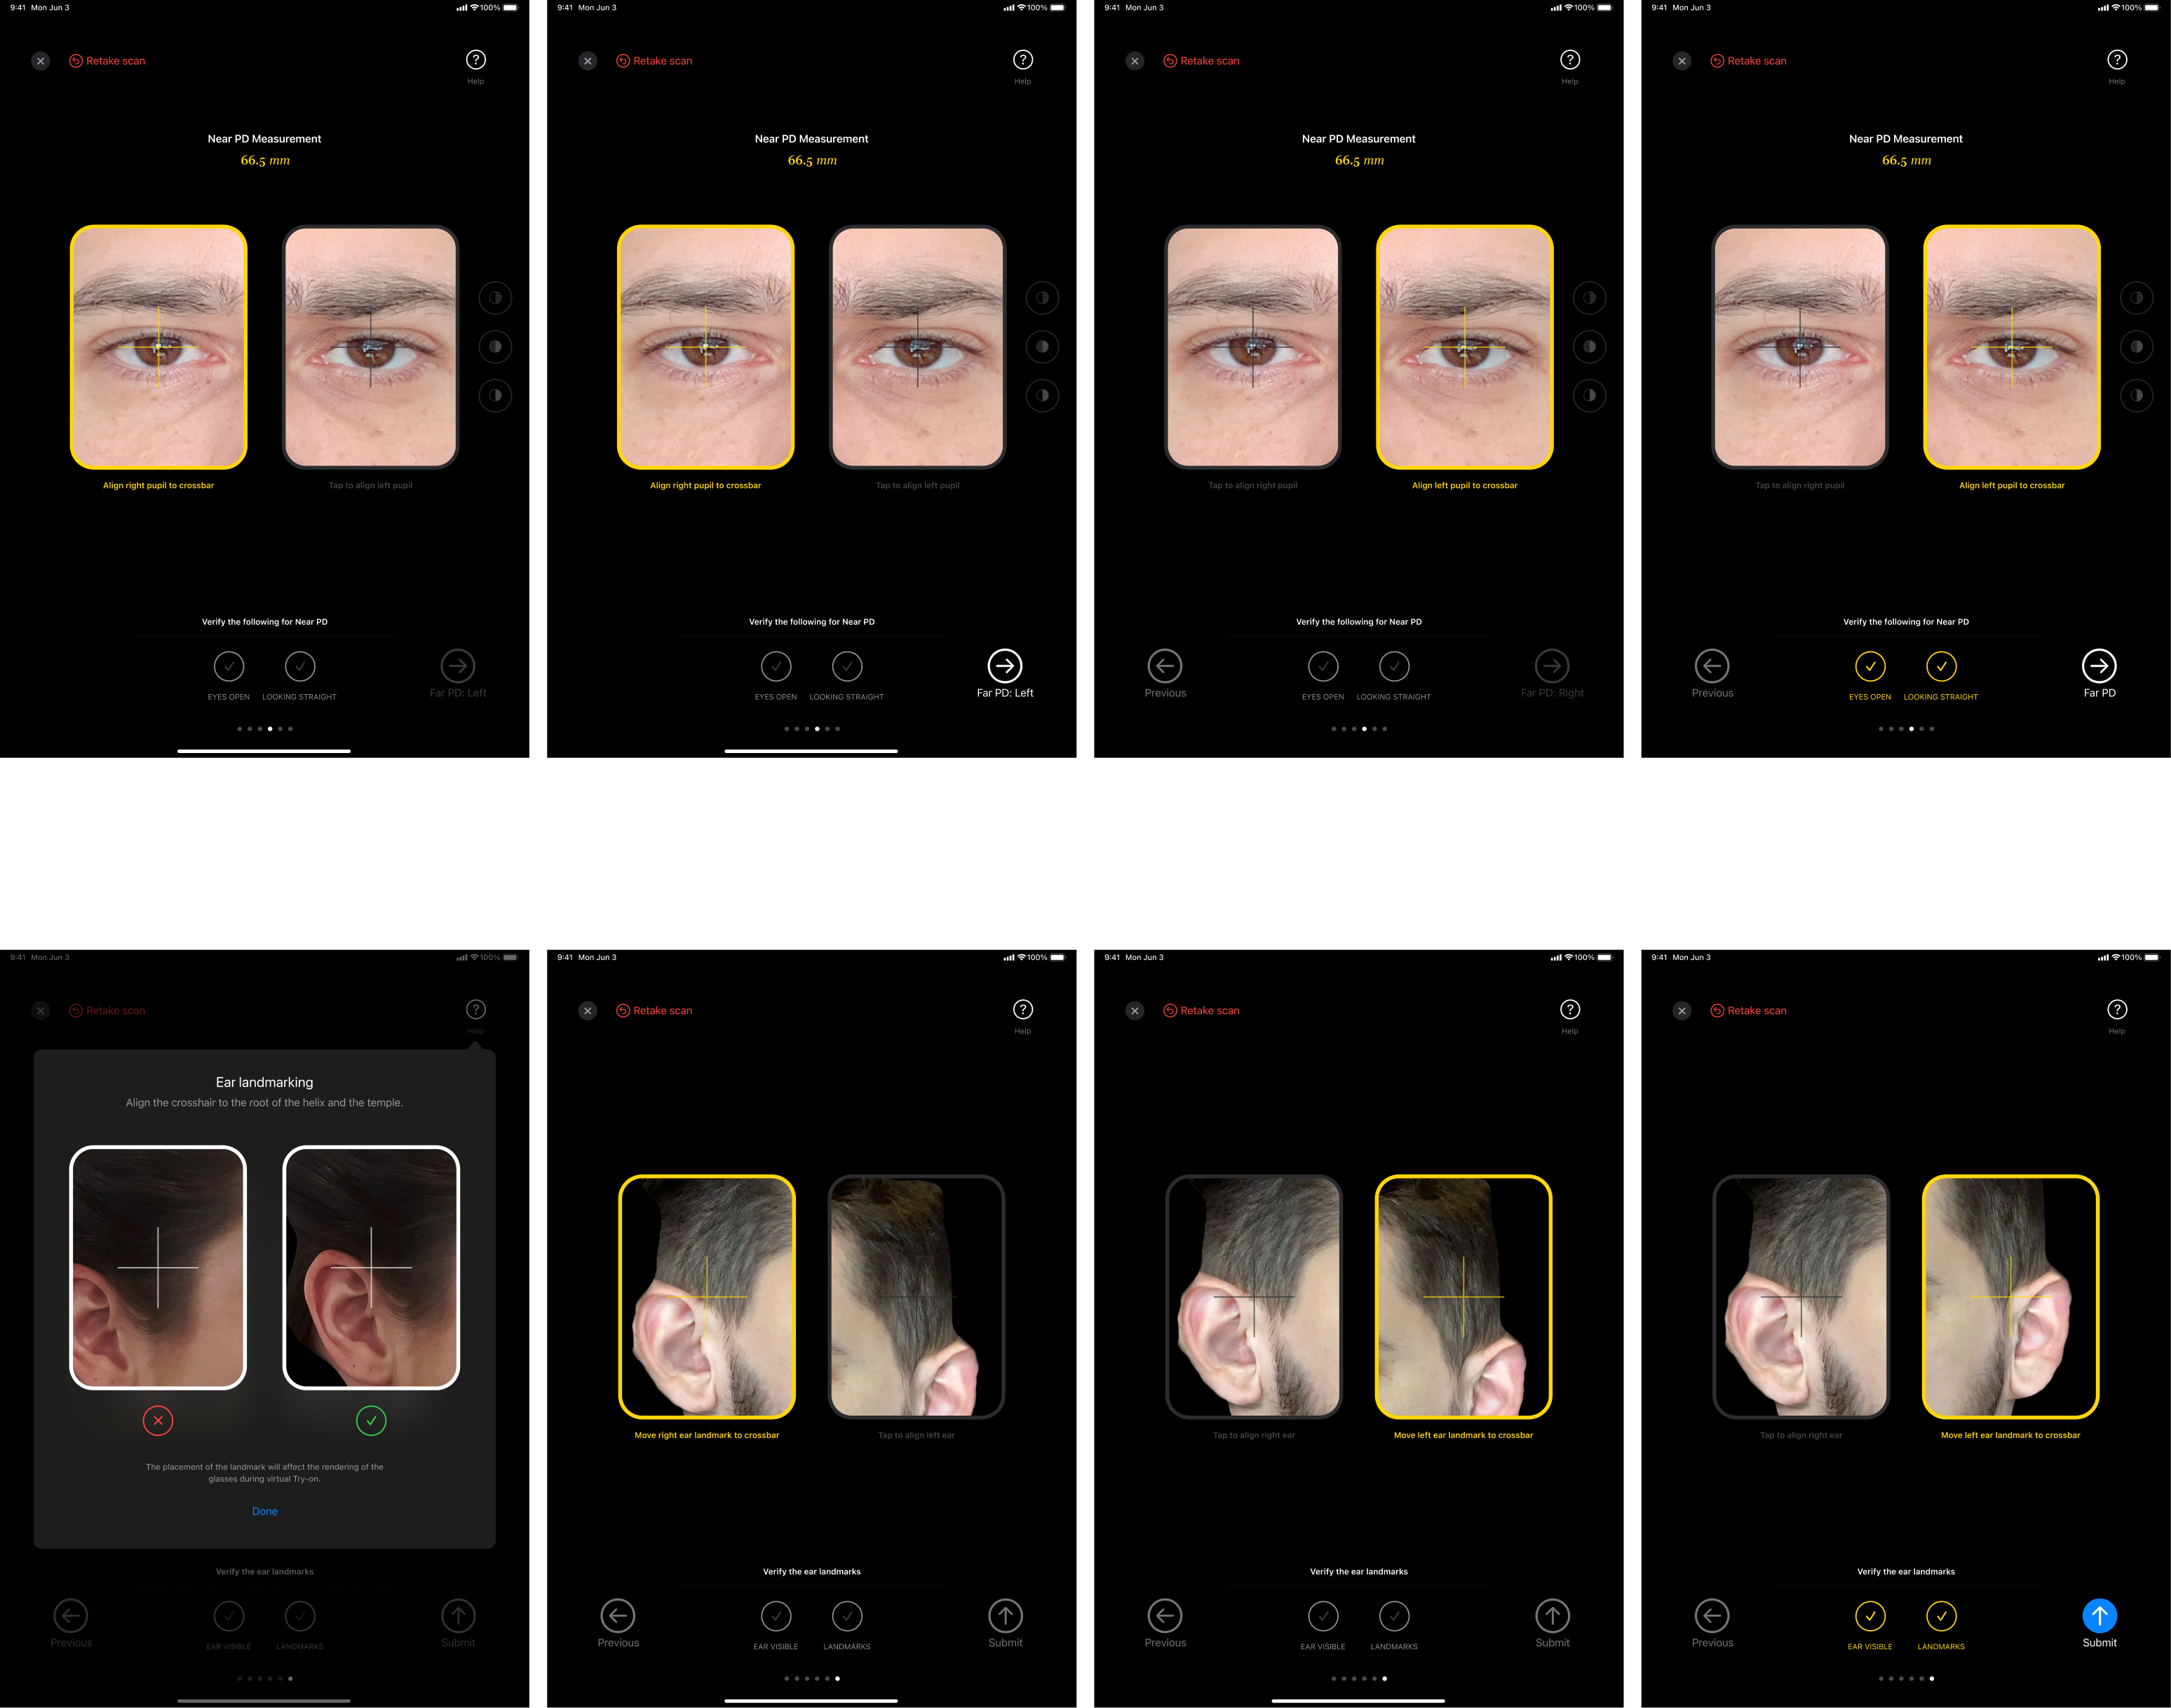 9:41 Mon Jun 3 100%
Retake scan
Help
Near PD Measurement
66.5 mm
Align right pupil to crossbar
Tap to align left pupil
Verify the following for Near PD
EYES OPEN
LOOKING STRAIGHT
Far PD: Left
9:41 Mon Jun 3 100%
Retake scan
Help
Near PD Measurement
66.5 mm
Align right pupil to crossbar
Tap to align left pupil
Verify the following for Near PD
EYES OPEN
LOOKING STRAIGHT
Far PD: Left
9:41 Mon Jun 3 100%
Retake scan
Help
Near PD Measurement
66.5 mm
Tap to align right pupil
Align left pupil to crossbar
Verify the following for Near PD
Previous
EYES OPEN
LOOKING STRAIGHT
Far PD: Right
9:41 Mon Jun 3 100%
Retake scan
Help
Near PD Measurement
66.5 mm
Tap to align right pupil
Align left pupil to crossbar
Verify the following for Near PD
Previous
EYES OPEN
LOOKING STRAIGHT
Far PD
9:41 Mon Jun 3 100%
Retake scan
Help
Ear landmarking
Align the crosshair to the root of the helix and the temple.
The placement of the landmark will affect the rendering of the
glasses during virtual Try-on.
Done
Verify the ear landmarks
Previous
EAR VISIBLE
LANDMARKS
Submit
9:41 Mon Jun 3 100%
Retake scan
Help
Move right ear landmark to crossbar
Tap to align left ear
Verify the ear landmarks
Previous
EAR VISIBLE
LANDMARKS
Submit
9:41 Mon Jun 3 100%
Retake scan
Help
Tap to align right ear
Move left ear landmark to crossbar
Verify the ear landmarks
Previous
EAR VISIBLE
LANDMARKS
Submit
9:41 Mon Jun 3 100%
Retake scan
Help
Tap to align right ear
Move left ear landmark to crossbar
Verify the ear landmarks
Previous
EAR VISIBLE
LANDMARKS
Submit